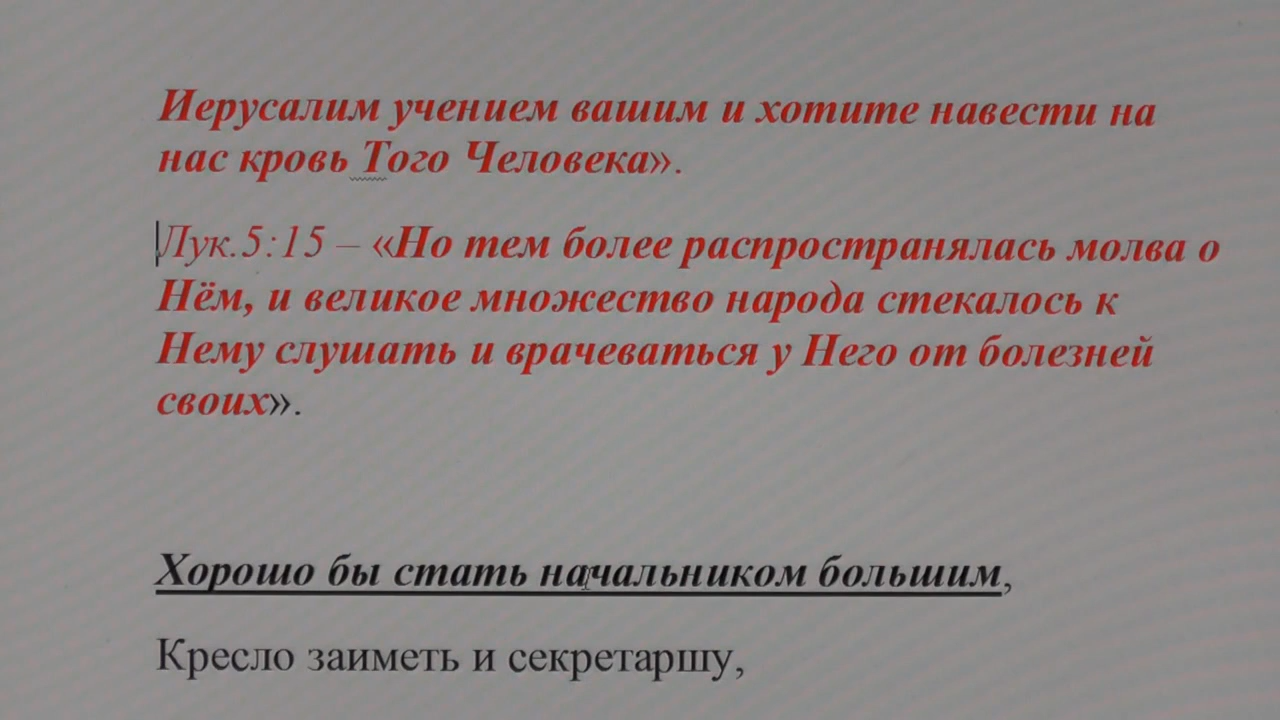 Иерусалим учением вашим и хотите навести на
нас кровь Того Человека».
Лук.5:15 – «Но тем более распространялась молва о
Нём, и великое множество народа стекалось к
Нему слушать и врачеваться у Него от болезней
своих».
Хорошо бы стать начальником большим,
Кресло заиметь и секретаршу,